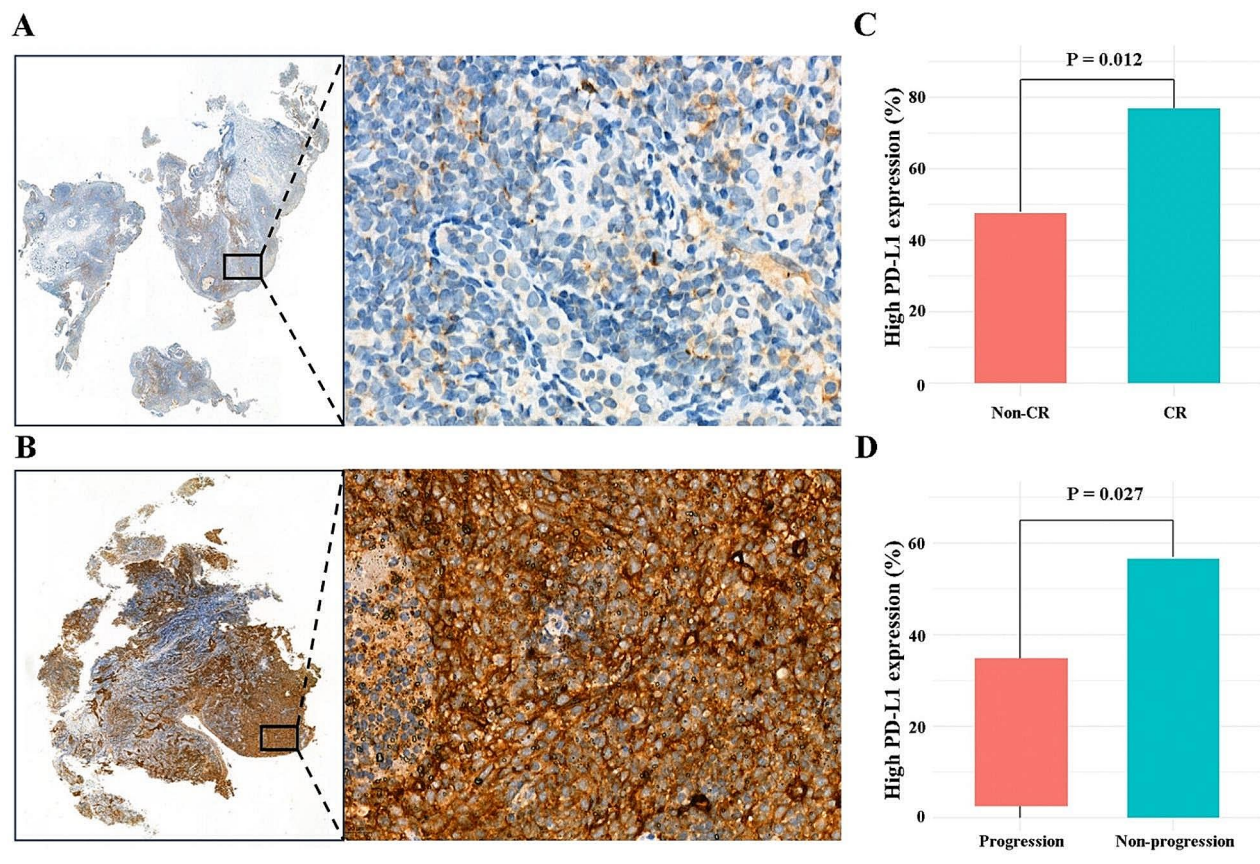 A
B
C
P = 0.012
High PD-L1 expression (%)
80
60
40
20
0
Non-CR
CR
D
P = 0.027
High PD-L1 expression (%)
60
40
20
0
Progression
Non-progression